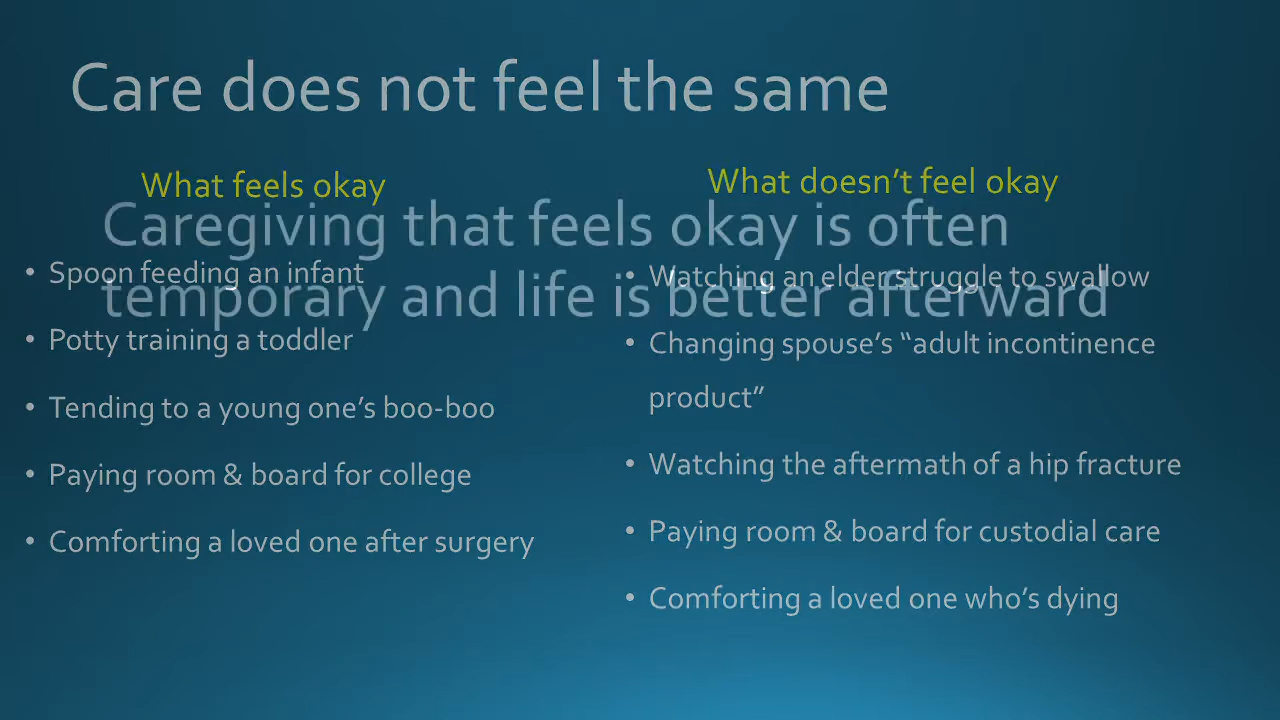 Care does not feel the same
What feels okay
• Spoon feeding an infant
• Potty training a toddler
• Tending to a young one’s boo-boo
• Paying room & board for college
• Comforting a loved one after surgery
What doesn’t feel okay
• Watching an elder struggle to swallow
• Changing spouse’s “adult incontinence
product”
• Watching the aftermath of a hip fracture
• Paying room & board for custodial care
• Comforting a loved one who’s dying
Caregiving that feels okay is often
temporary and life is better afterward